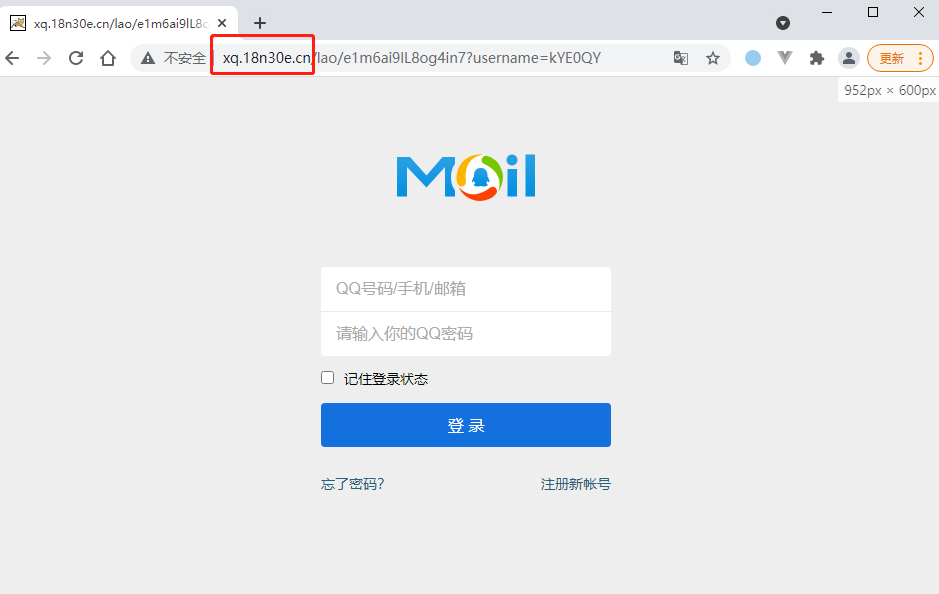 xq.18n30e.cn/lao/e1m6ai9lL8o
不安全
xq.18n30e.cn/lao/e1m6ai9lL8og4in7?username=kYE0QY
更新
952px × 600px
Mail
QQ号码/手机/邮箱
请输入你的QQ密码
记住登录状态
登 录
忘了密码?
注册新帐号